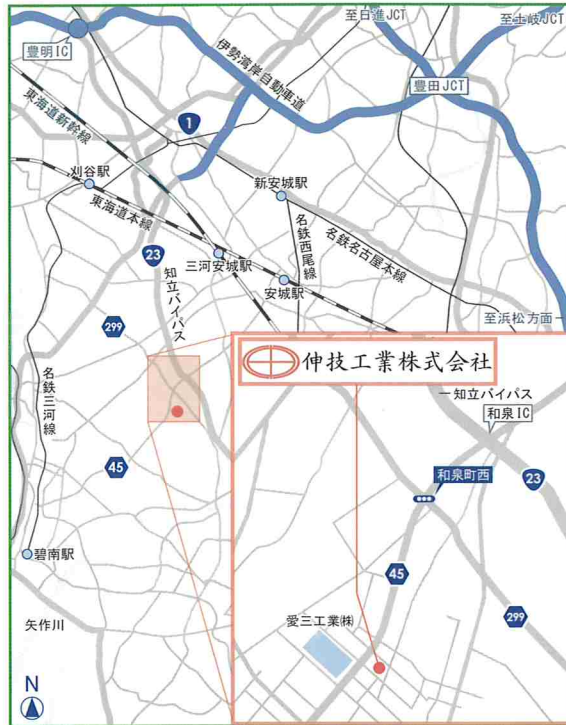 至日進JCT
至土岐JCT
豊明IC
伊勢湾岸自動車道
豊田JCT
東海道新幹線
1
刈谷駅
新安城駅
東海道本線
名鉄西尾線
名鉄名古屋本線
23
三河安城駅
知立バイパス
安城駅
299
至浜松方面
伸技工業株式会社
名鉄三河線
知立バイパス
和泉IC
45
和泉町西
23
碧南駅
45
299
愛三工業㈱
矢作川
N